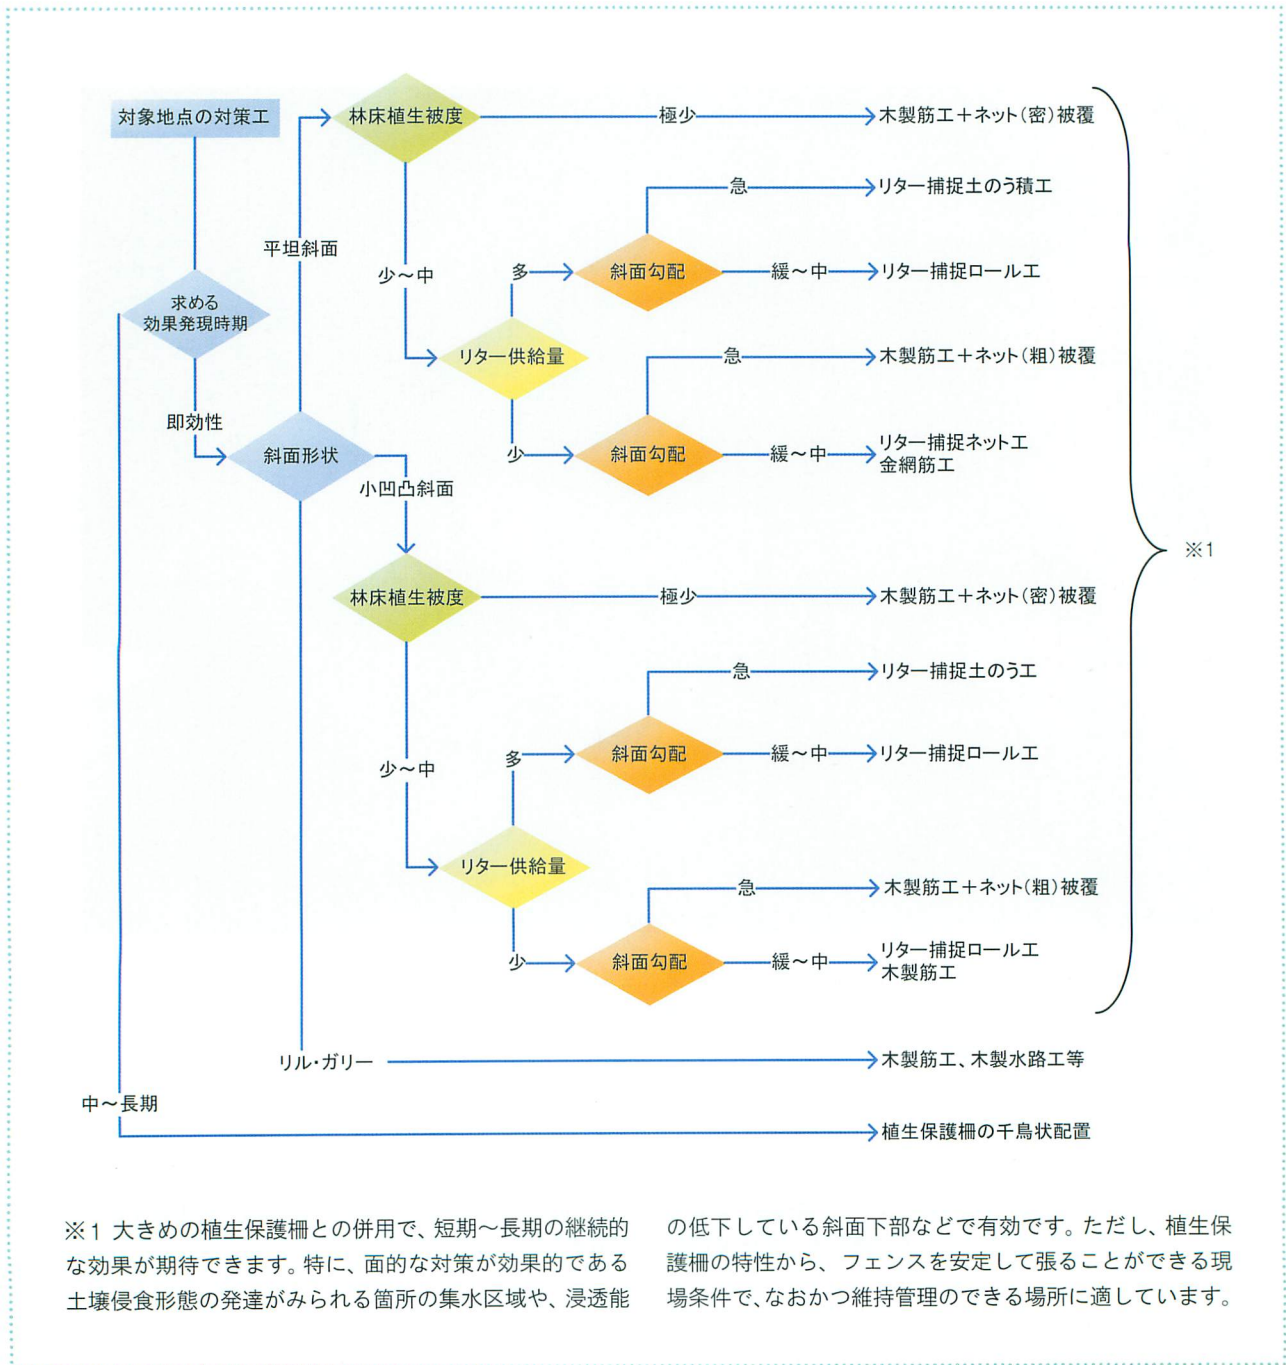 対象地点の対策工
林床植生被度
極少
木製筋工＋ネット（密）被覆
急
リター捕捉土のう積工
平坦斜面
少～中
多
斜面勾配
緩～中
リター捕捉ロール工
求める
効果発現時期
リター供給量
急
木製筋工＋ネット（粗）被覆
即効性
斜面形状
少
斜面勾配
緩～中
リター捕捉ネット工
金網筋工
小凹凸斜面
※1
林床植生被度
極少
木製筋工＋ネット（密）被覆
急
リター捕捉土のう工
少～中
多
斜面勾配
緩～中
リター捕捉ロール工
リター供給量
急
木製筋工＋ネット（粗）被覆
少
斜面勾配
緩～中
リター捕捉ロール工
木製筋工
リル・ガリー
木製筋工、木製水路工等
中～長期
植生保護柵の千鳥状配置
※1 大きめの植生保護柵との併用で、短期～長期の継続的
な効果が期待できます。特に、面的な対策が効果的である
土壌侵食形態の発達がみられる箇所の集水区域や、浸透能
の低下している斜面下部などで有効です。ただし、植生保
護柵の特性から、フェンスを安定して張ることができる現
場条件で、なおかつ維持管理のできる場所に適しています。